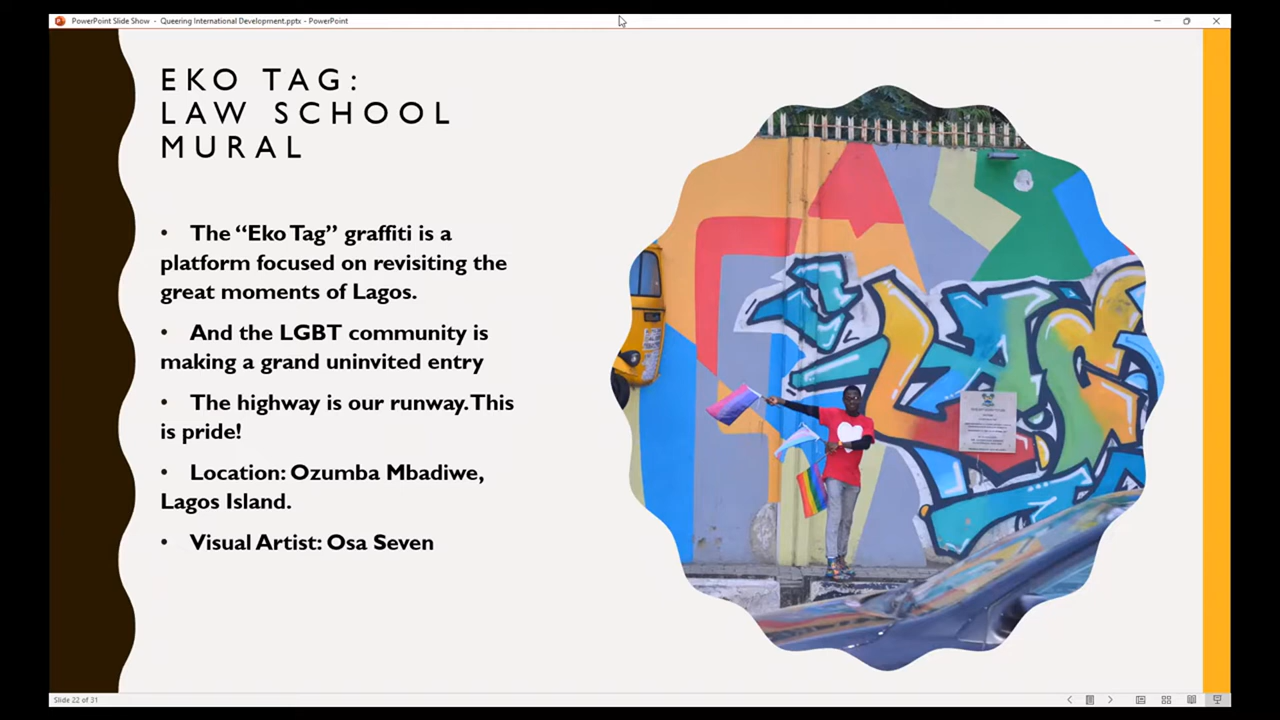 PowerPoint Slide Show - Queering International Development.pptx - PowerPoint
EKO TAG:
LAW SCHOOL
MURAL
• The “Eko Tag” graffiti is a
platform focused on revisiting the
great moments of Lagos.
• And the LGBT community is
making a grand uninvited entry
• The highway is our runway. This
is pride!
• Location: Ozumba Mbadiwe,
Lagos Island.
• Visual Artist: Osa Seven
Slide 22 of 31